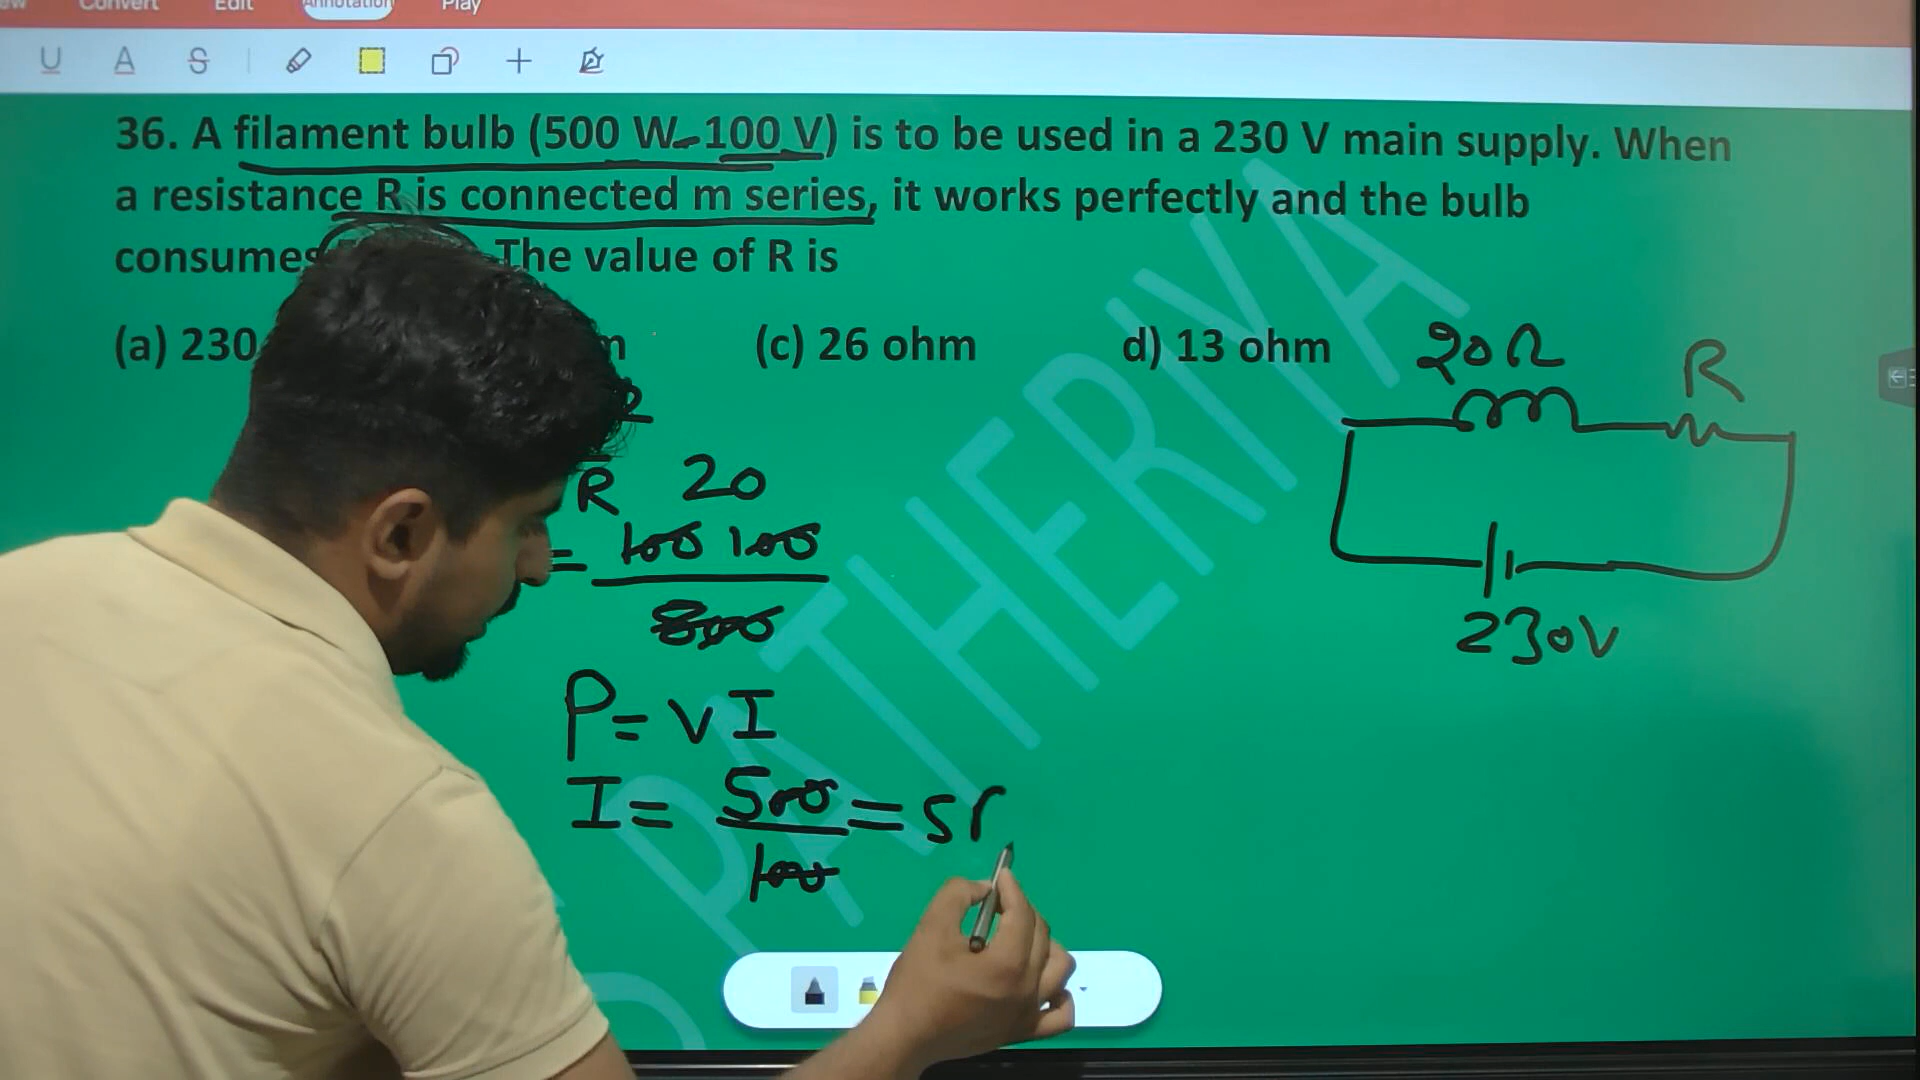 Convert Edit Annotation Play
U A S
36. A filament bulb (500 W-100 V) is to be used in a 230 V main supply. When
a resistance R is connected m series, it works perfectly and the bulb
consumes The value of R is
(a) 230 (c) 26 ohm d) 13 ohm
20Ω R
R 20
= 100 100
500
230V
P = VI
I = 500 = 5
100
PATHERIYA